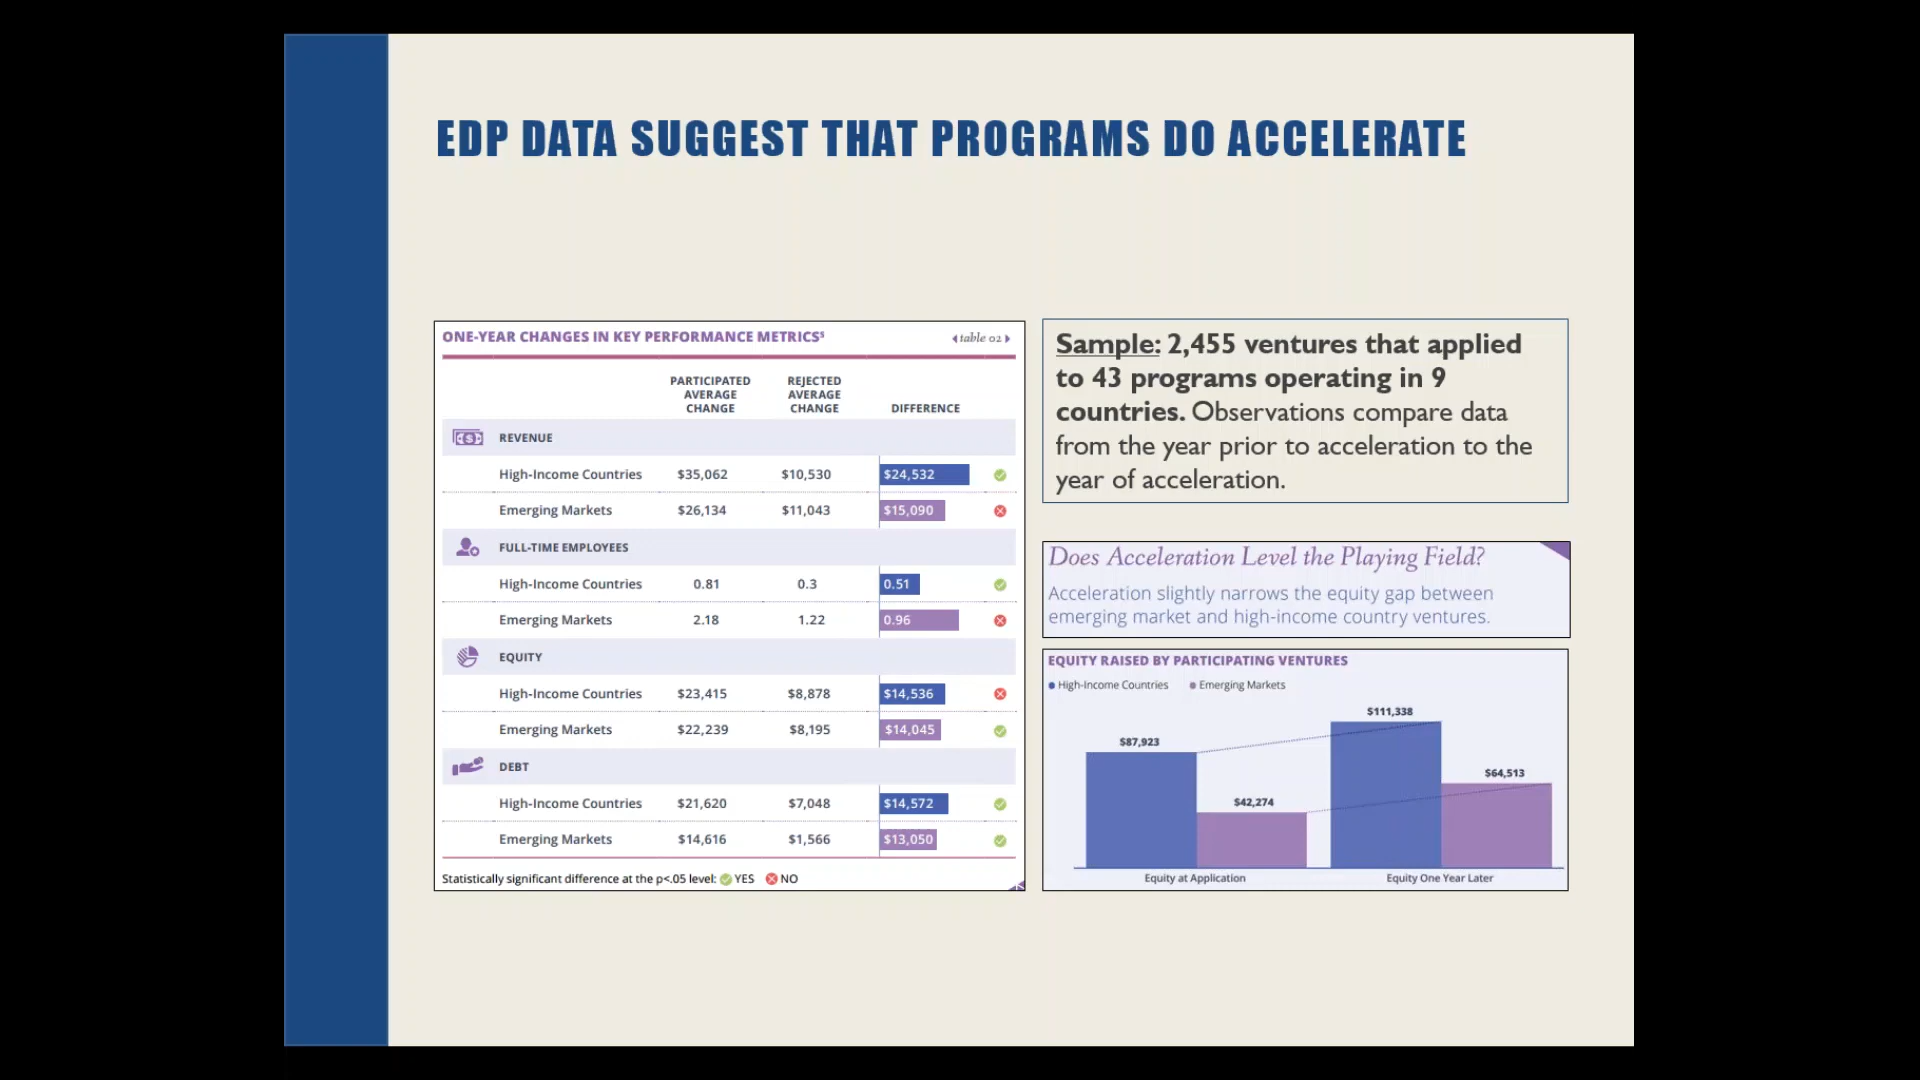 EDP DATA SUGGEST THAT PROGRAMS DO ACCELERATE
ONE-YEAR CHANGES IN KEY PERFORMANCE METRICS⁵ table 02
PARTICIPATED AVERAGE CHANGE REJECTED AVERAGE CHANGE DIFFERENCE
REVENUE
High-Income Countries $35,062 $10,530 $24,532
Emerging Markets $26,134 $11,043 $15,090
FULL-TIME EMPLOYEES
High-Income Countries 0.81 0.3 0.51
Emerging Markets 2.18 1.22 0.96
EQUITY
High-Income Countries $23,415 $8,878 $14,536
Emerging Markets $22,239 $8,195 $14,045
DEBT
High-Income Countries $21,620 $7,048 $14,572
Emerging Markets $14,616 $1,566 $13,050
Statistically significant difference at the p<.05 level: YES NO
Sample: 2,455 ventures that applied
to 43 programs operating in 9
countries. Observations compare data
from the year prior to acceleration to the
year of acceleration.
Does Acceleration Level the Playing Field?
Acceleration slightly narrows the equity gap between
emerging market and high-income country ventures.
EQUITY RAISED BY PARTICIPATING VENTURES
High-Income Countries Emerging Markets
$87,923
$42,274
$111,338
$64,513
Equity at Application Equity One Year Later